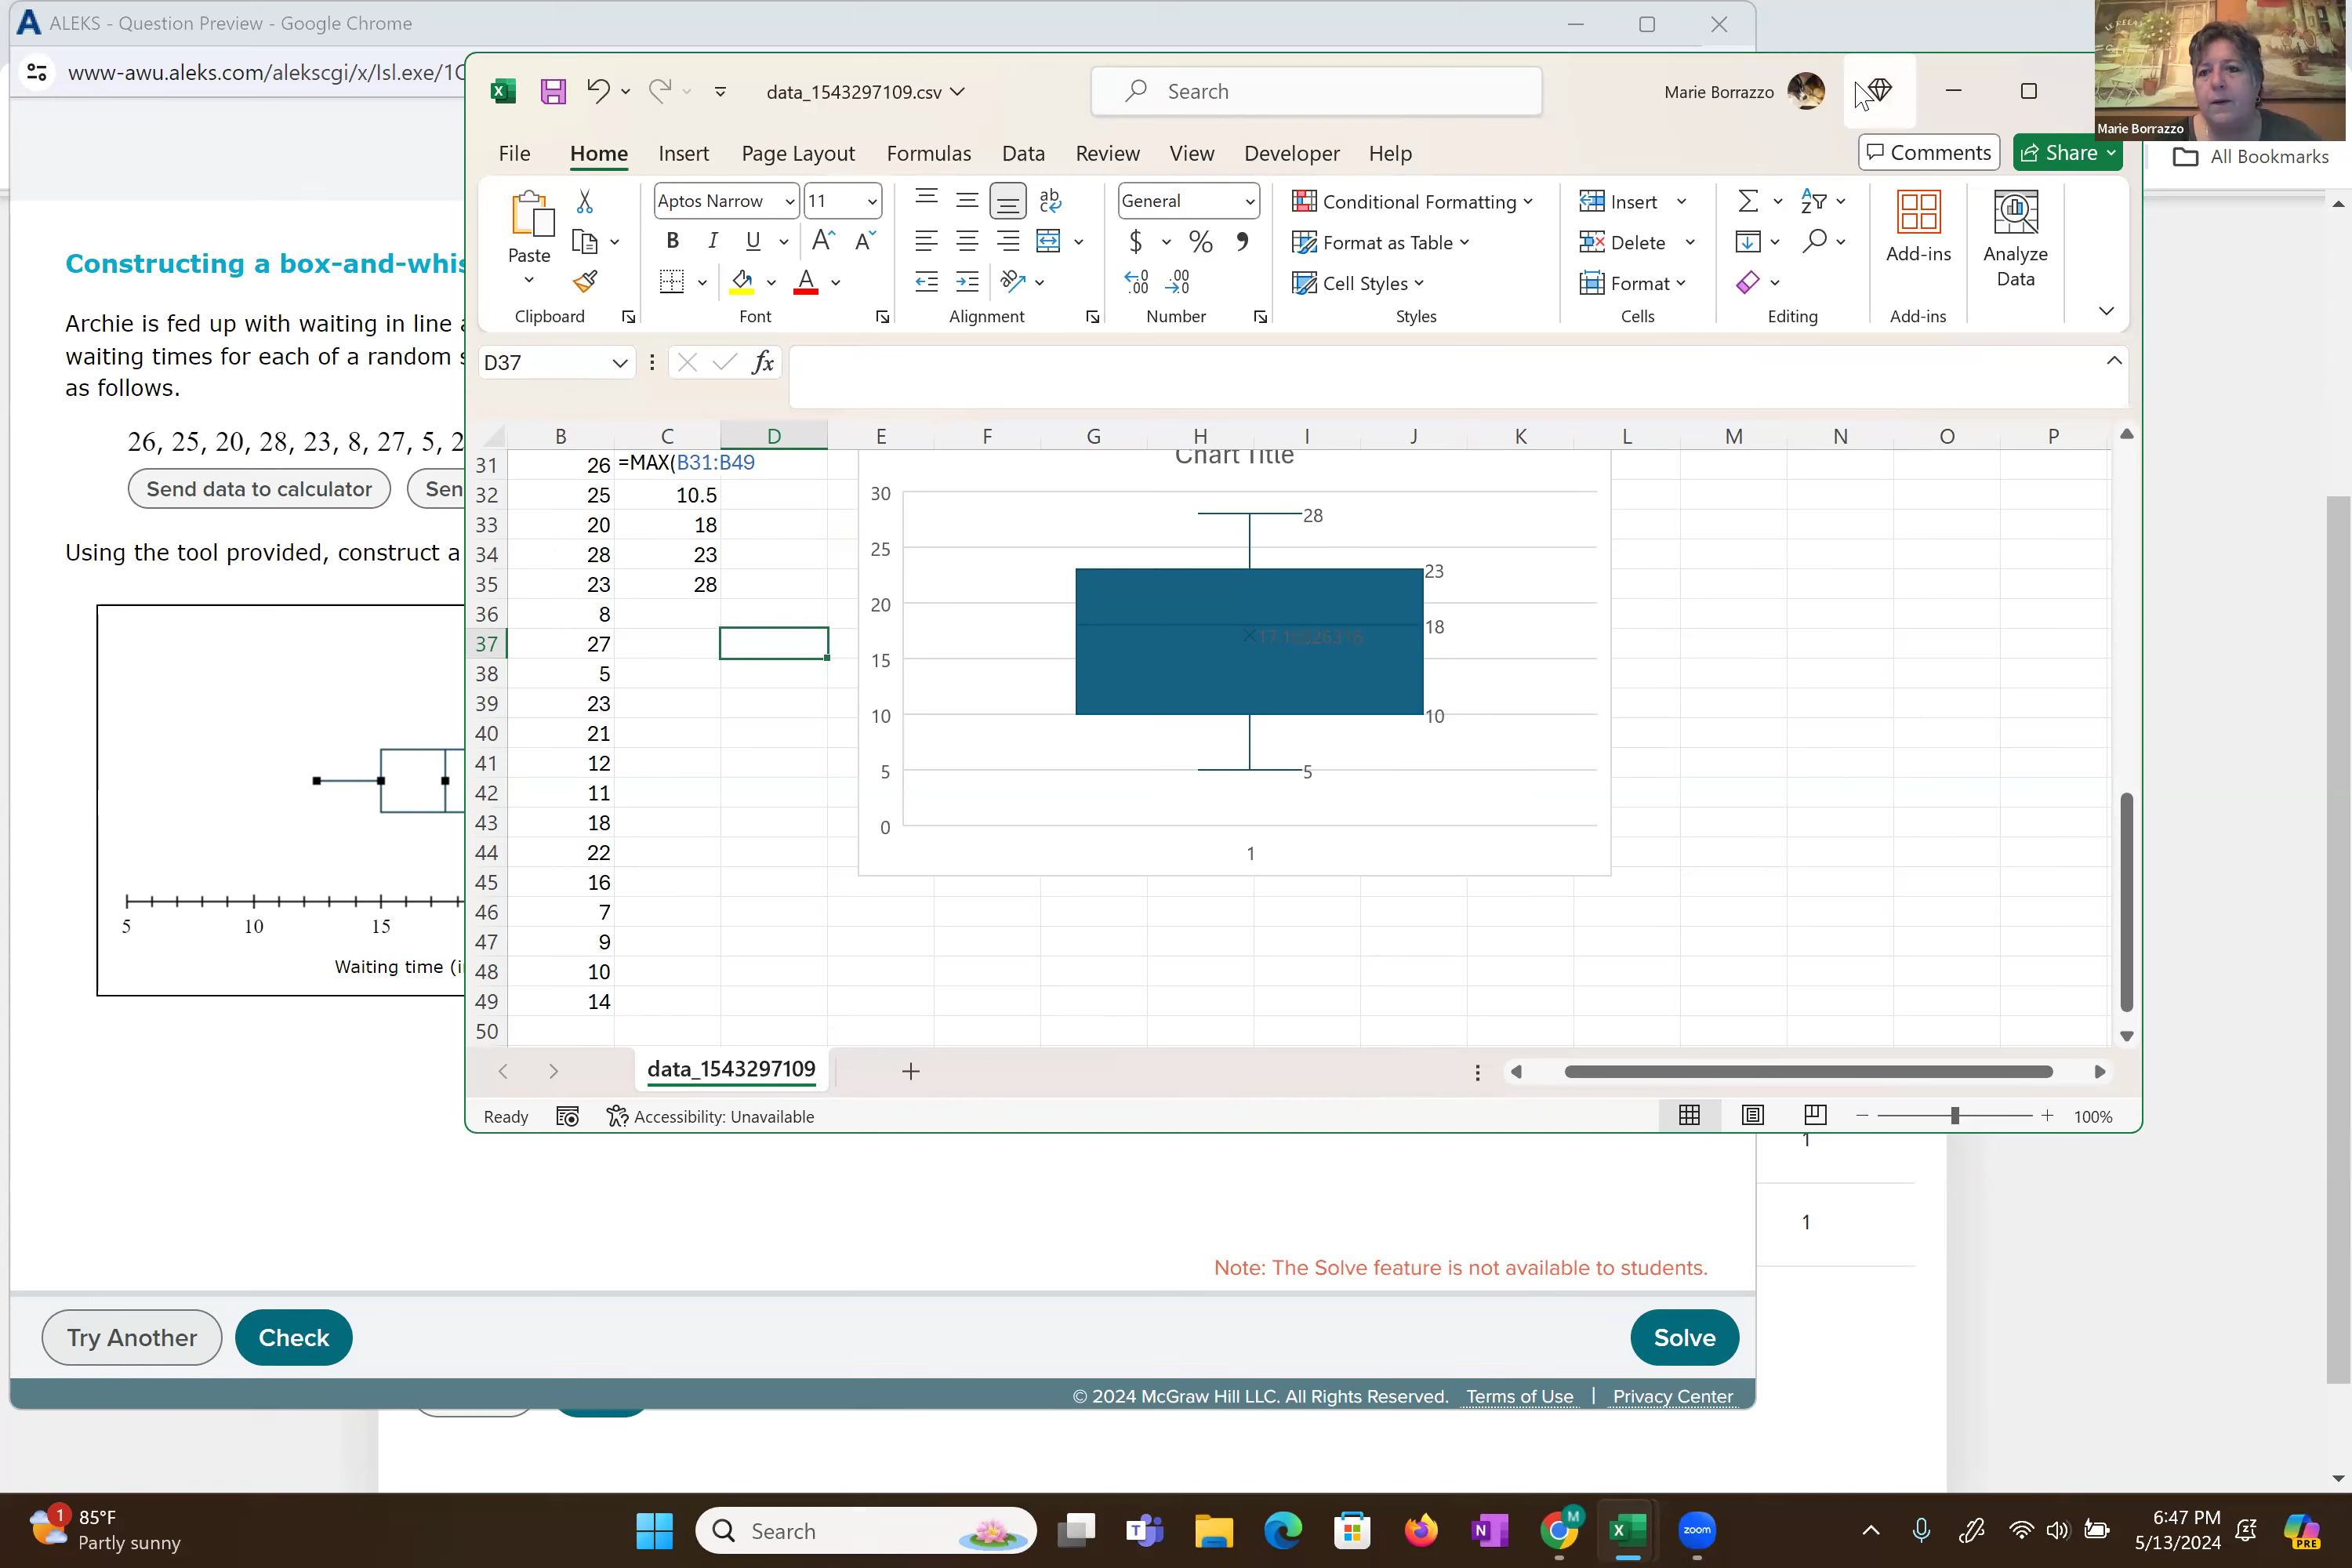 ALEKS - Question Preview - Google Chrome
www-awu.aleks.com/alekscgi/x/Isl.exe/1
data_1543297109.csv
Search
Marie Borrazzo
Marie Borrazzo
All Bookmarks
File Home Insert Page Layout Formulas Data Review View Developer Help
Comments
Share
Paste
Aptos Narrow
11
General
Conditional Formatting
Format as Table
Cell Styles
Insert
Delete
Format
Add-ins
Analyze
Data
Clipboard Font Alignment Number Styles Cells Editing Add-ins
D37
fx
Constructing a box-and-whis
Archie is fed up with waiting in line
waiting times for each of a random
as follows.
26, 25, 20, 28, 23, 8, 27, 5, 2
Send data to calculator
Sen
Using the tool provided, construct a
5 10 15
Waiting time
B C D E F G H I J K L M N O P
31 26 =MAX(B31:B49
32 25 10.5
33 20 18
34 28 23
35 23 28
36 8
37 27
38 5
39 23
40 21
41 12
42 11
43 18
44 22
45 16
46 7
47 9
48 10
49 14
50
Chart Title
30
25
20
15
10
5
0
28
23
18
10
5
1
data_1543297109
Ready
Accessibility: Unavailable
100%
1
1
Note: The Solve feature is not available to students.
Try Another
Check
Solve
© 2024 McGraw Hill LLC. All Rights Reserved. Terms of Use | Privacy Center
1
85°F
Partly sunny
Search
zoom
M
6:47 PM
5/13/2024
PRE